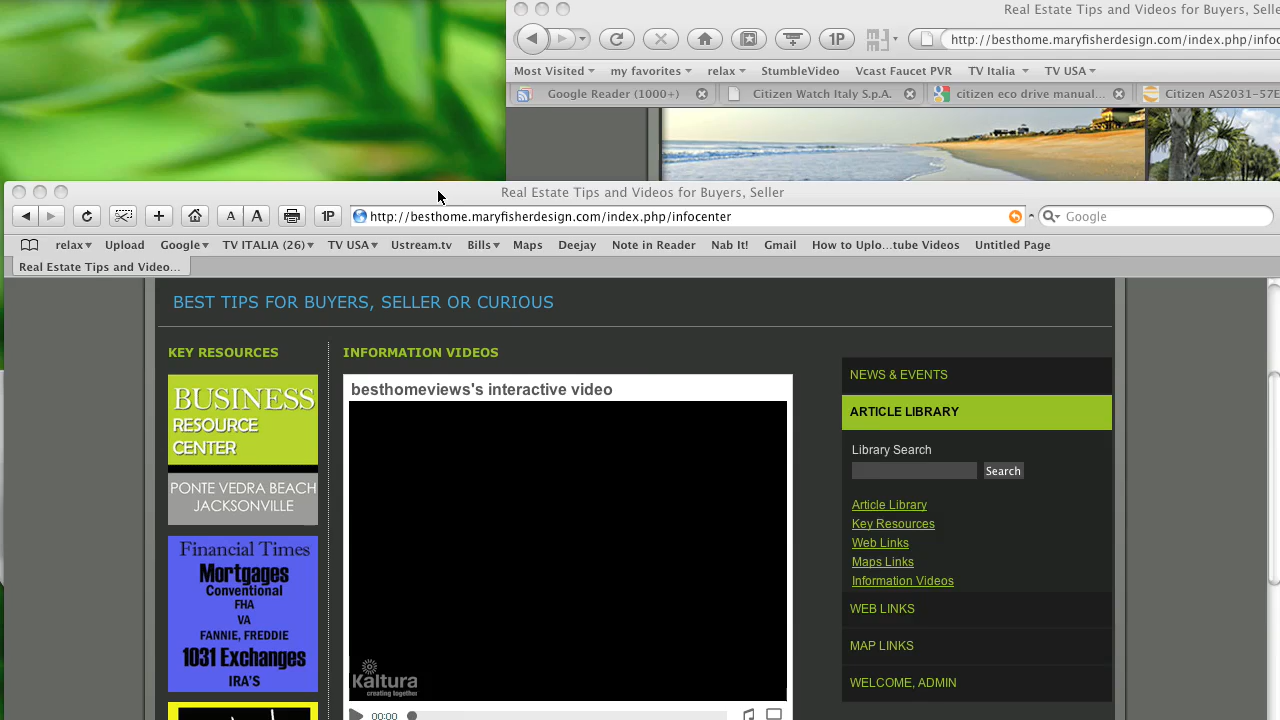 Real Estate Tips and Videos for Buyers, Selle
1P
http://besthome.maryfisherdesign.com/index.php/infoc
Most Visited my favorites relax StumbleVideo Vcast Faucet PVR TV Italia TV USA
Google Reader (1000+) Citizen Watch Italy S.p.A. citizen eco drive manual... Citizen AS2031-57E
Real Estate Tips and Videos for Buyers, Seller
A A 1P http://besthome.maryfisherdesign.com/index.php/infocenter Google
relax Upload Google TV ITALIA (26) TV USA Ustream.tv Bills Maps Deejay Note in Reader Nab It! Gmail How to Uplo...tube Videos Untitled Page
Real Estate Tips and Video...
BEST TIPS FOR BUYERS, SELLER OR CURIOUS
KEY RESOURCES
BUSINESS
RESOURCE
CENTER
PONTE VEDRA BEACH
JACKSONVILLE
Financial Times
Mortgages
Conventional
FHA
VA
FANNIE, FREDDIE
1031 Exchanges
IRA'S
INFORMATION VIDEOS
besthomeviews's interactive video
Kaltura
creating together
00:00
NEWS & EVENTS
ARTICLE LIBRARY
Library Search
Search
Article Library
Key Resources
Web Links
Maps Links
Information Videos
WEB LINKS
MAP LINKS
WELCOME, ADMIN